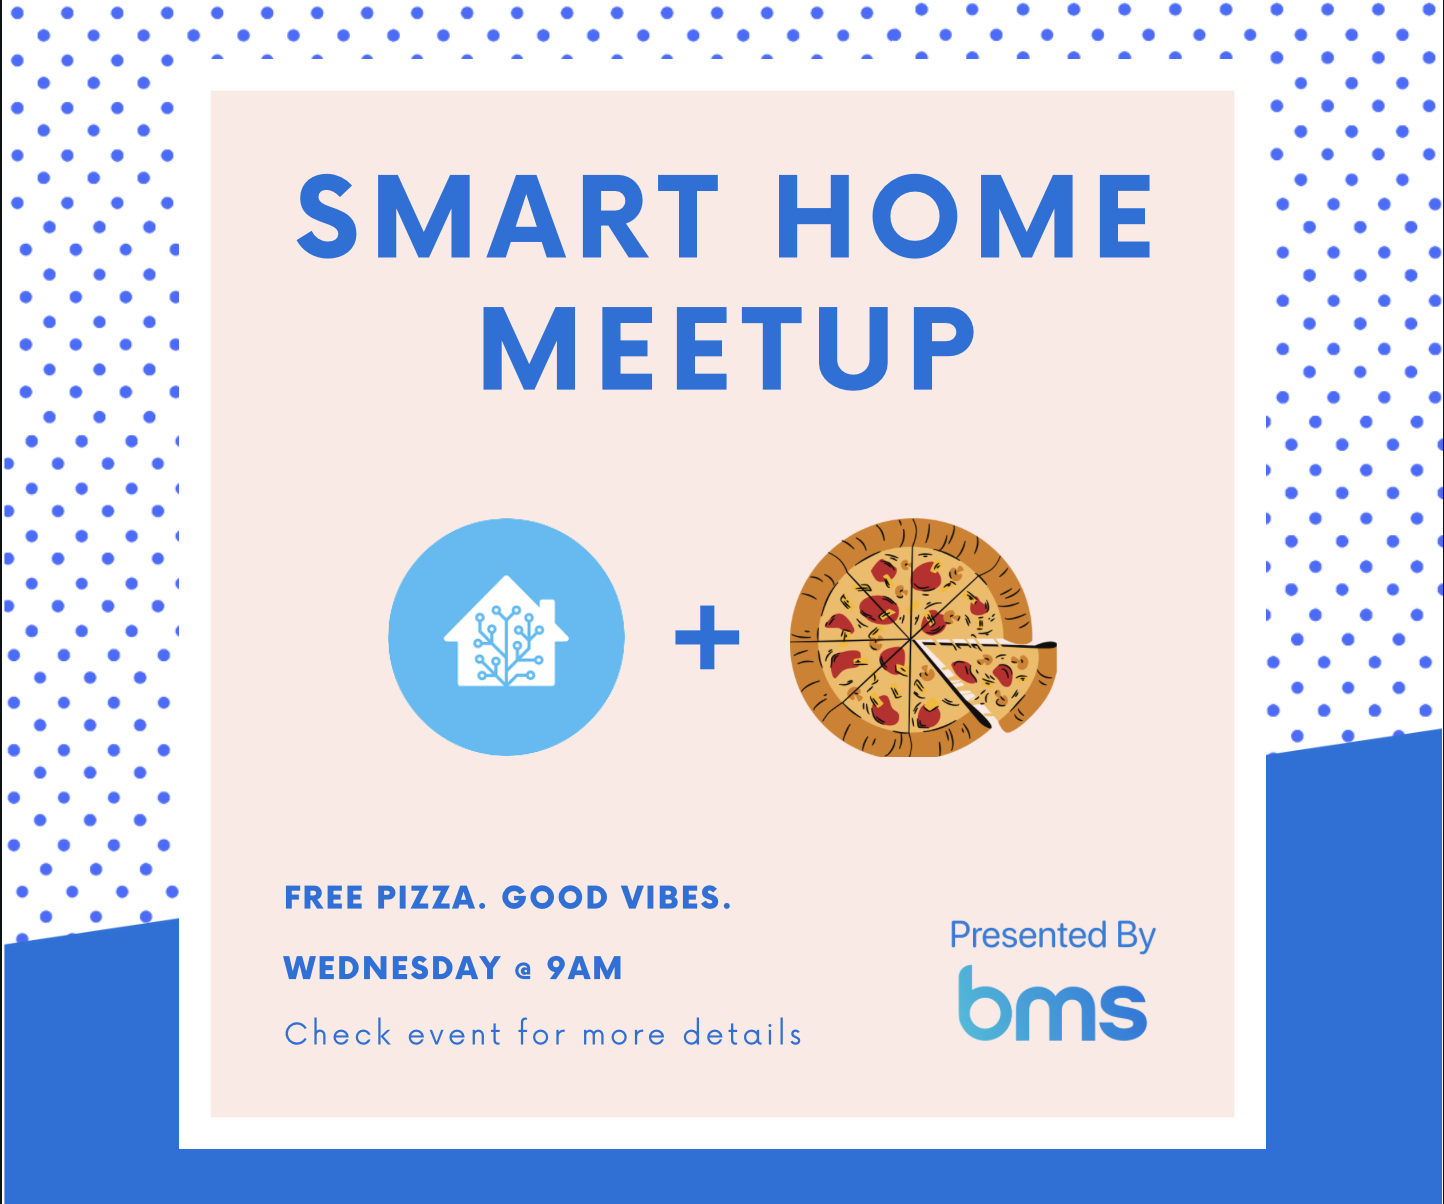 SMART HOME
MEETUP
+
FREE PIZZA. GOOD VIBES.
WEDNESDAY @ 9AM
Check event for more details
Presented By
bms